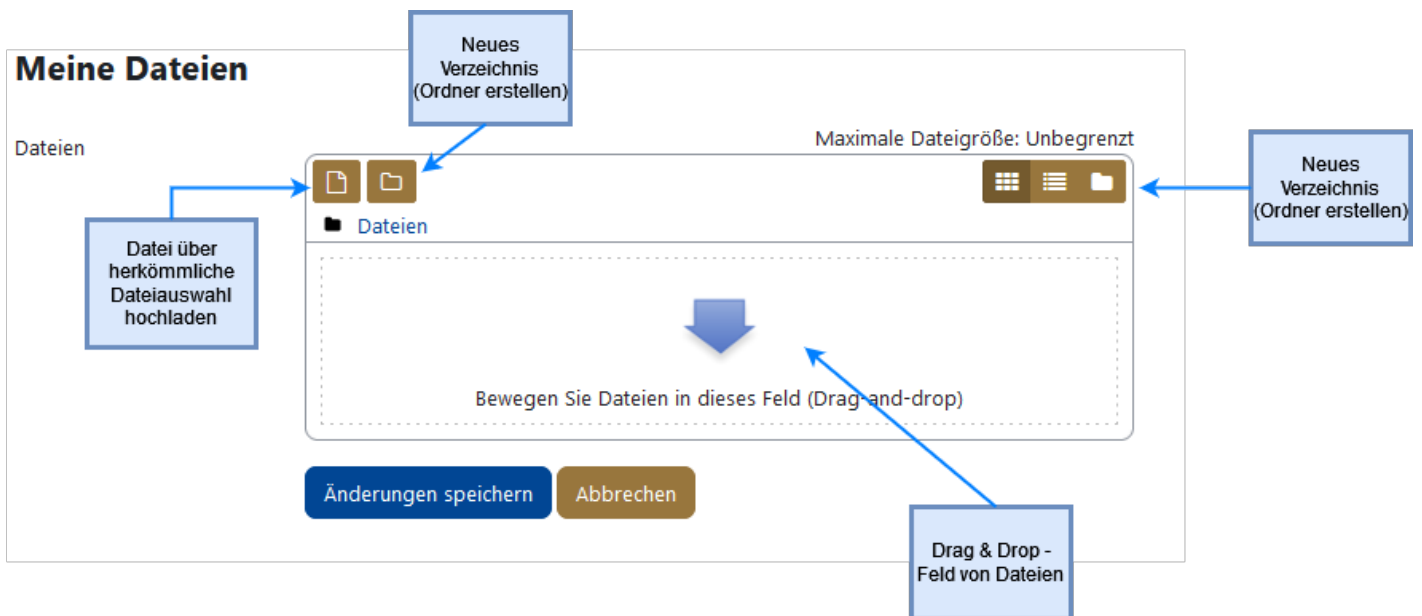 Neues
Verzeichnis
(Ordner erstellen)
Meine Dateien
Dateien
Maximale Dateigröße: Unbegrenzt
Neues
Verzeichnis
(Ordner erstellen)
Dateien
Datei über
herkömmliche
Dateiauswahl
hochladen
Bewegen Sie Dateien in dieses Feld (Drag-and-drop)
Änderungen speichern
Abbrechen
Drag & Drop -
Feld von Dateien